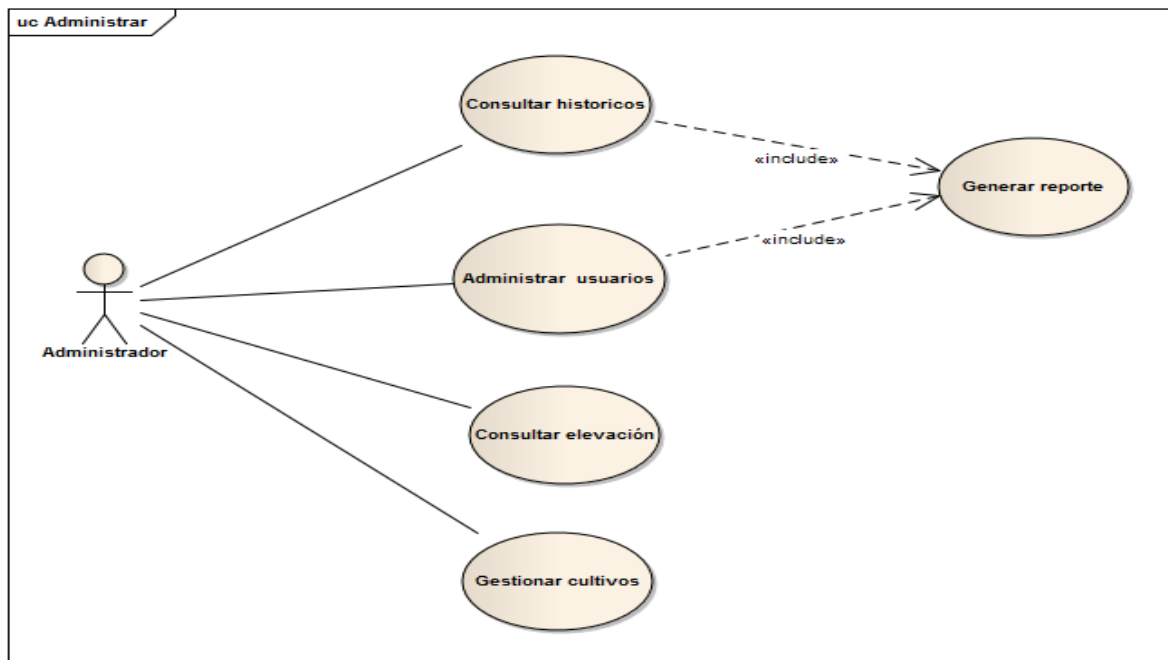 uc Administrar
Consultar historicos
«include»
Generar reporte
Administrar usuarios
«include»
Administrador
Consultar elevación
Gestionar cultivos